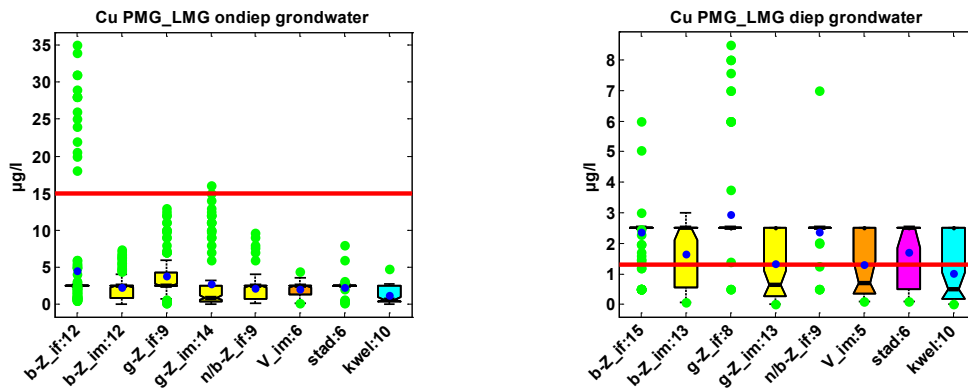 Cu PMG_LMG ondiep grondwater
35
30
25
20
15
10
5
0
µg/l
b-Z_if:12
b-Z_im:12
g-Z_if:9
g-Z_im:14
n/b-Z_if:9
V_im:6
stad:6
kwel:10
Cu PMG_LMG diep grondwater
8
7
6
5
4
3
2
1
0
µg/l
b-Z_if:15
b-Z_im:13
g-Z_if:8
g-Z_im:13
n/b-Z_if:9
V_im:5
stad:6
kwel:10